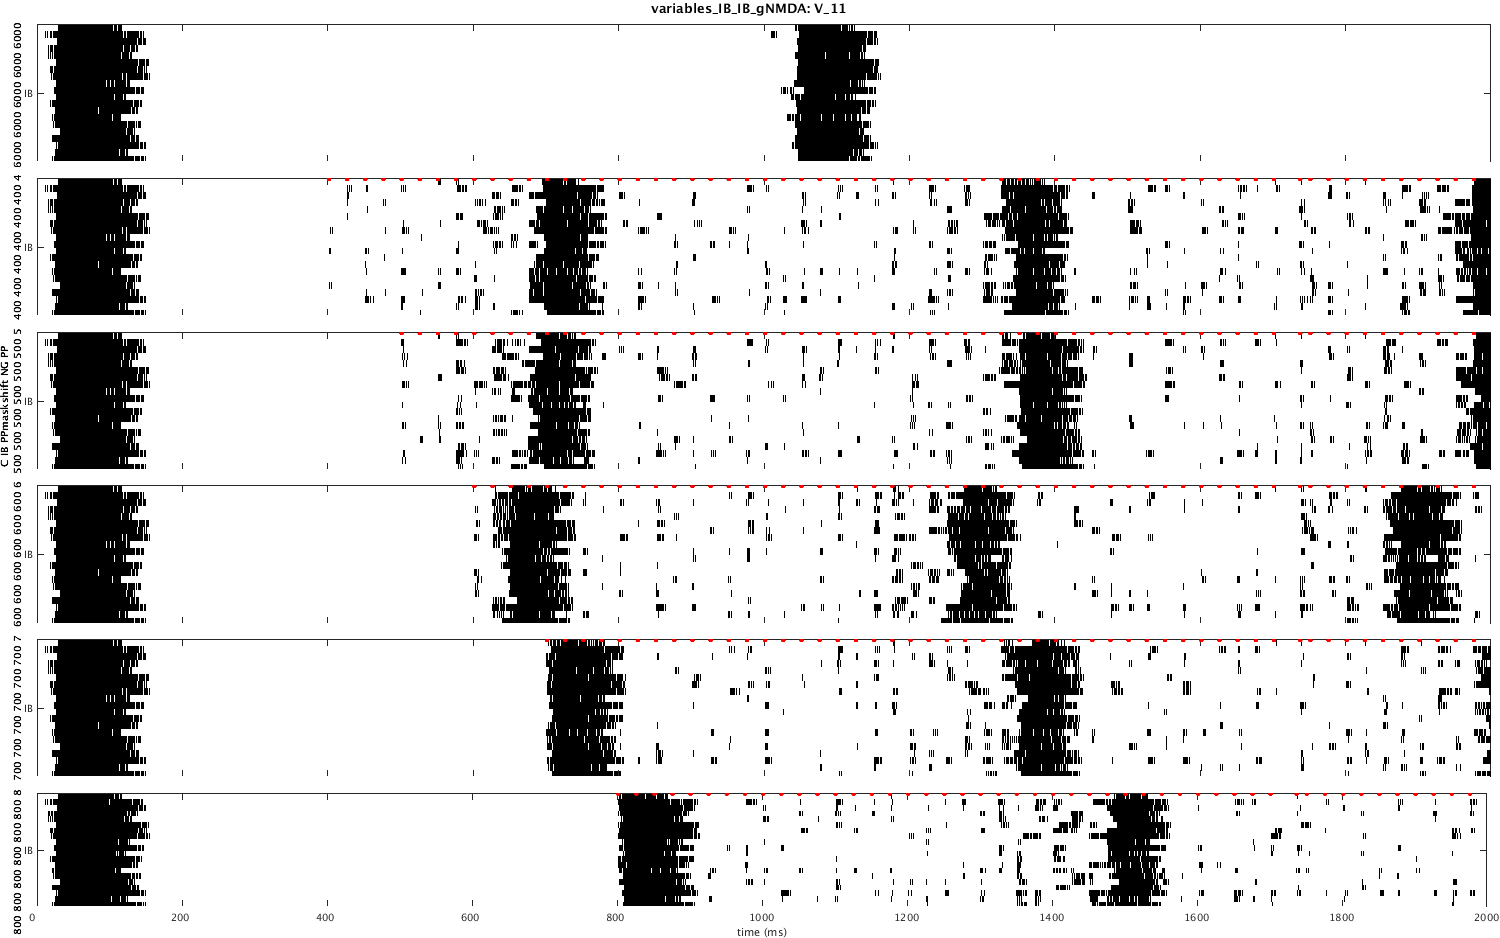 variables_IB_IB_gNMDA: V_11
6000 6000 6000 6000 6000
IB
400 400 400 400 400 4
IB
500 500 500 500 500 5
IB
C IB PPmaskshift NG PP
600 600 600 600 600 6
IB
700 700 700 700 700 7
IB
800 800 800 800 800 8
IB
0 200 400 600 800 1000 1200 1400 1600 1800 2000
time (ms)